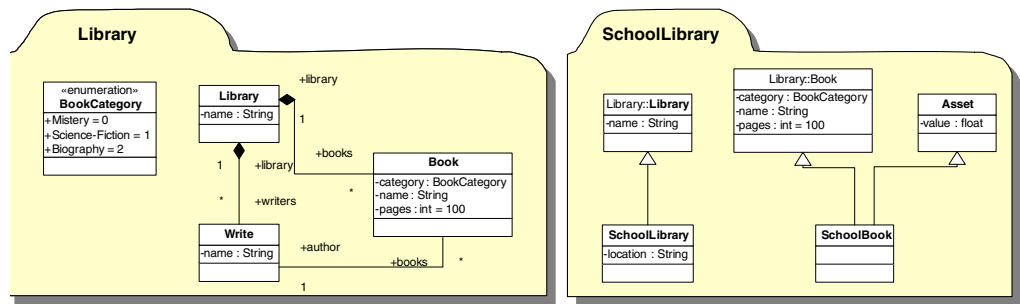 Library
«enumeration»
BookCategory
+Mistery = 0
+Science-Fiction = 1
+Biography = 2
Library
-name : String
+library
1
+books
*
1
+library
*
+writers
Book
-category : BookCategory
-name : String
-pages : int = 100
Write
-name : String
+author
1
+books
*
SchoolLibrary
Library::Library
-name : String
Library::Book
-category : BookCategory
-name : String
-pages : int = 100
Asset
-value : float
SchoolLibrary
-location : String
SchoolBook